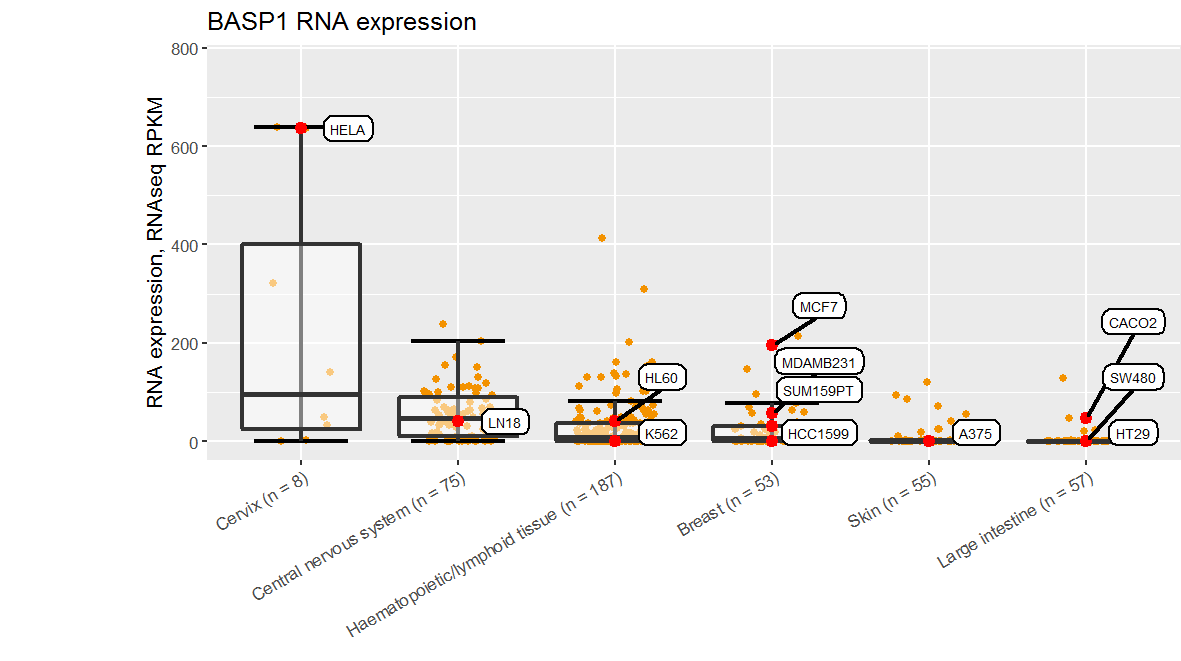 BASP1 RNA expression
RNA expression, RNAseq RPKM
800
600
400
200
0
HELA
LN18
HL60
K562
MCF7
MDAMB231
SUM159PT
HCC1599
A375
CACO2
SW480
HT29
Cervix (n = 8)
Central nervous system (n = 75)
Haematopoietic/lymphoid tissue (n = 187)
Breast (n = 53)
Skin (n = 55)
Large intestine (n = 57)